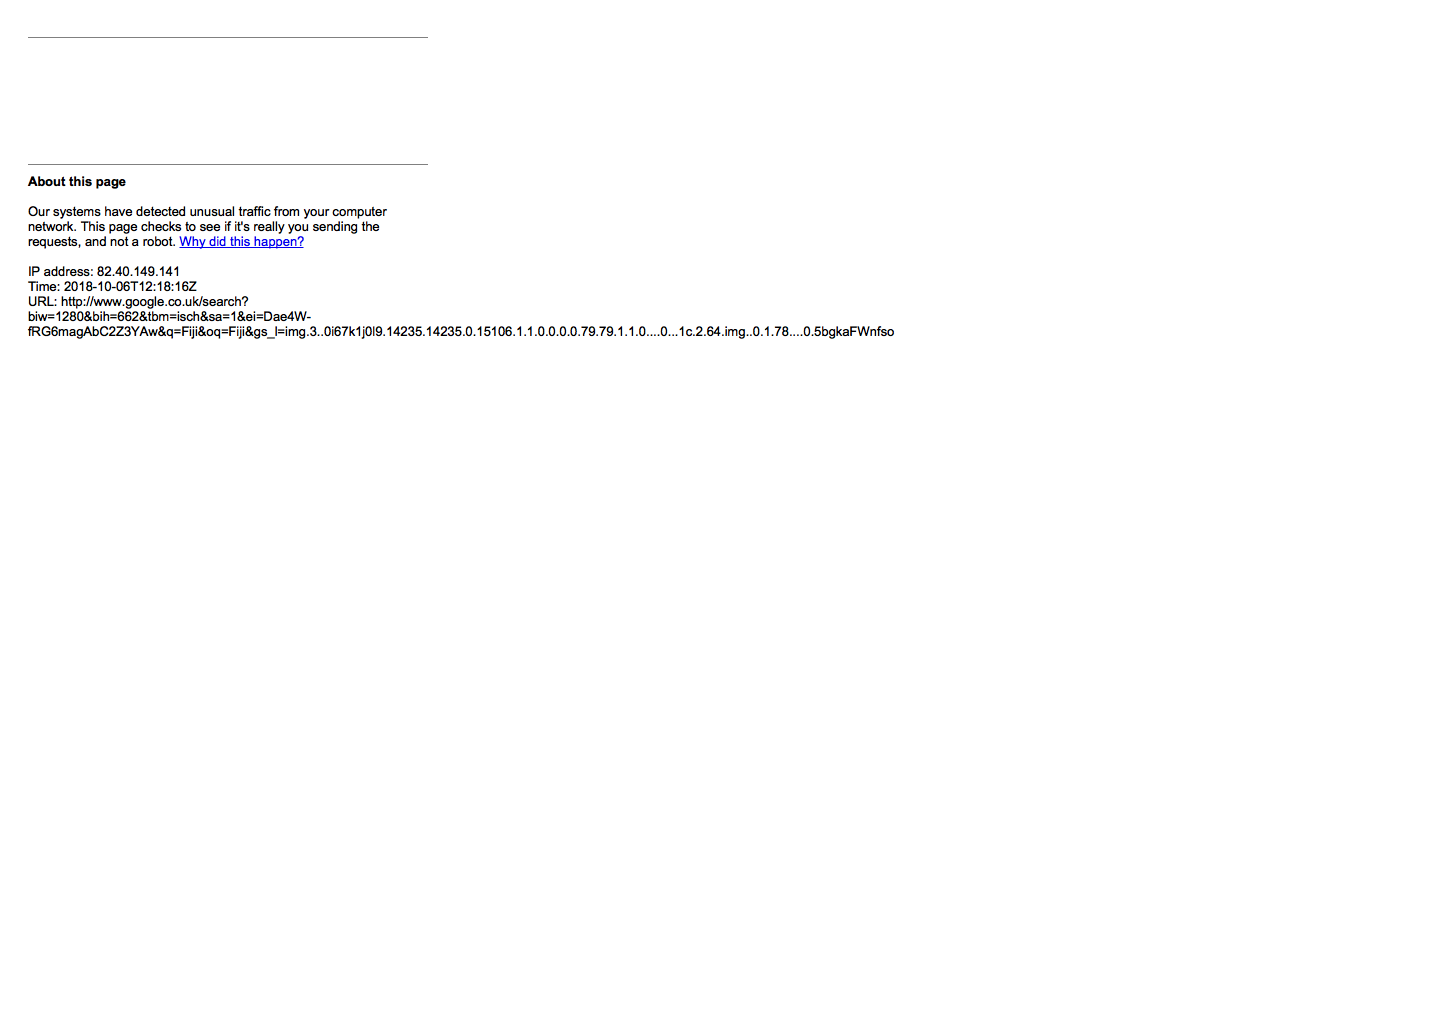 About this page
Our systems have detected unusual traffic from your computer
network. This page checks to see if it's really you sending the
requests, and not a robot. Why did this happen?
IP address: 82.40.149.141
Time: 2018-10-06T12:18:16Z
URL: http://www.google.co.uk/search?
biw=1280&bih=662&tbm=isch&sa=1&ei=Dae4W-
fRG6magAbC2Z3YAw&q=Fiji&oq=Fiji&gs_l=img.3..0i67k1j0l9.14235.14235.0.15106.1.1.0.0.0.0.79.79.1.1.0....0...1c.2.64.img..0.1.78....0.5bgkaFWnfso